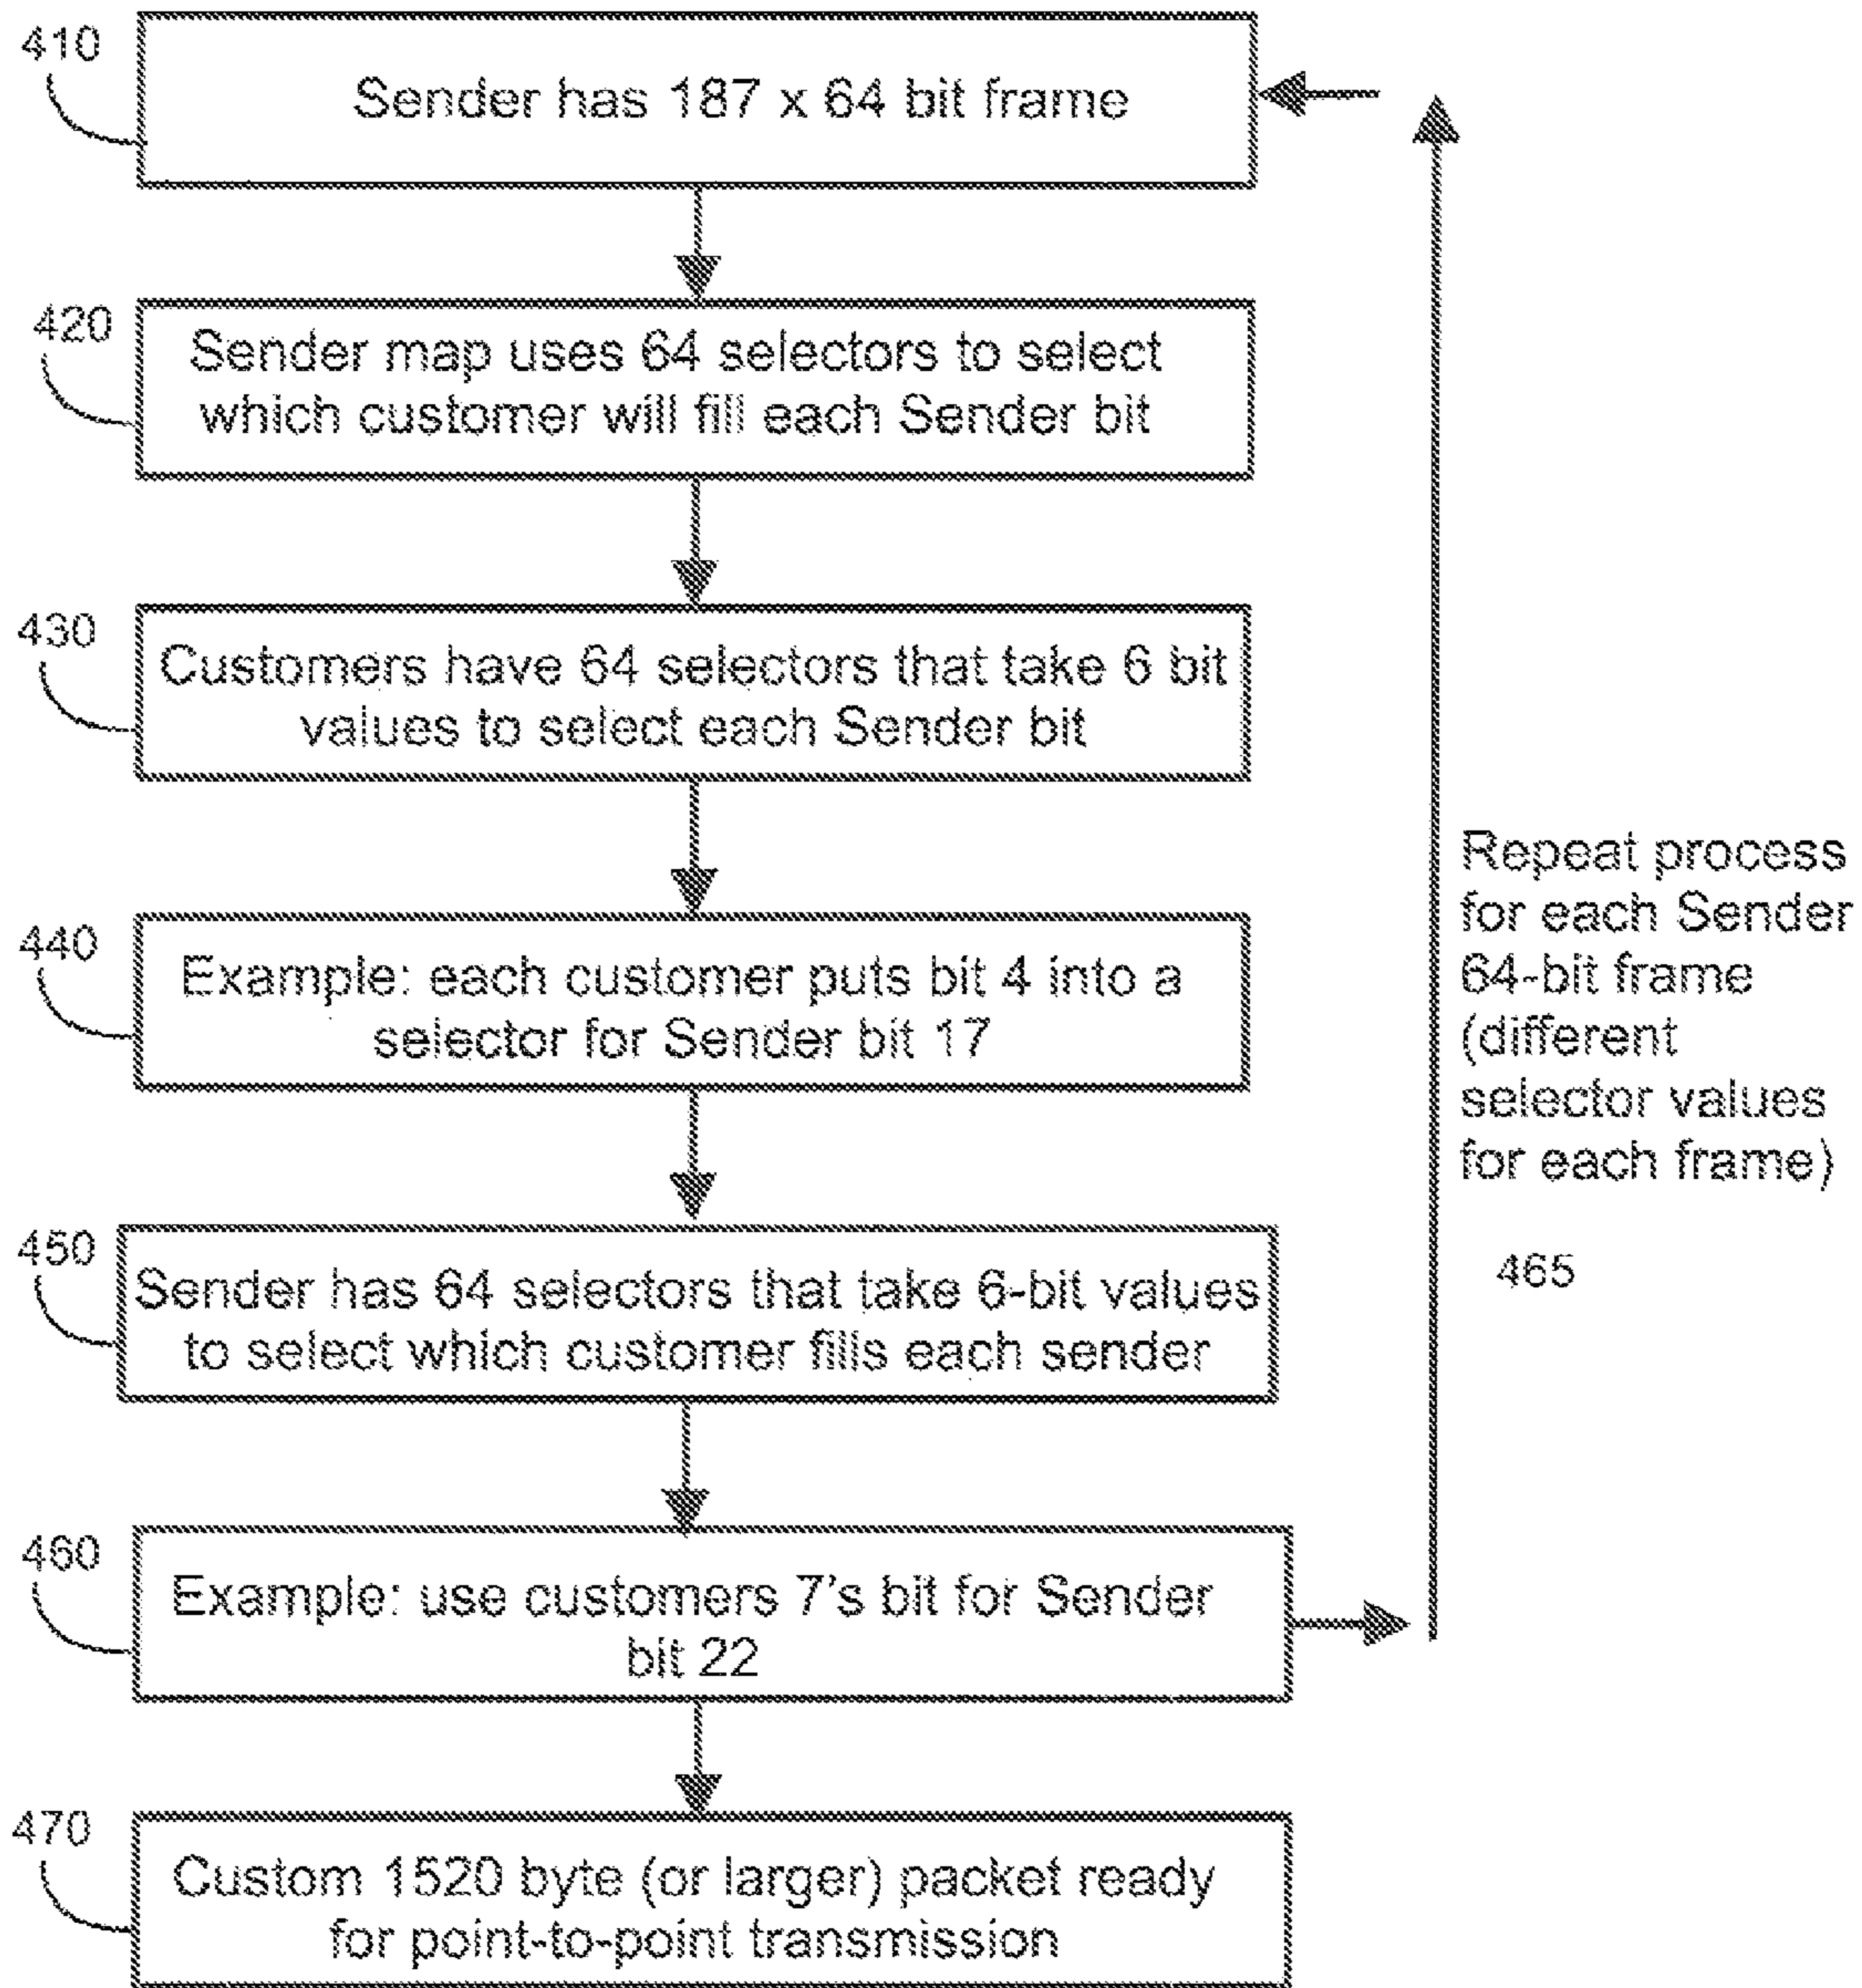 410
Sender has 187 x 64 bit frame
420
Sender map uses 64 selectors to select
which customer will fill each Sender bit
430
Customers have 64 selectors that take 6 bit
values to select each Sender bit
440
Example: each customer puts bit 4 into a
selector for Sender bit 17
450
Sender has 64 selectors that take 6-bit values
to select which customer fills each sender
460
Example: use customers 7's bit for Sender
bit 22
470
Custom 1520 byte (or larger) packet ready
for point-to-point transmission
Repeat process
for each Sender
64-bit frame
(different
selector values
for each frame)
465